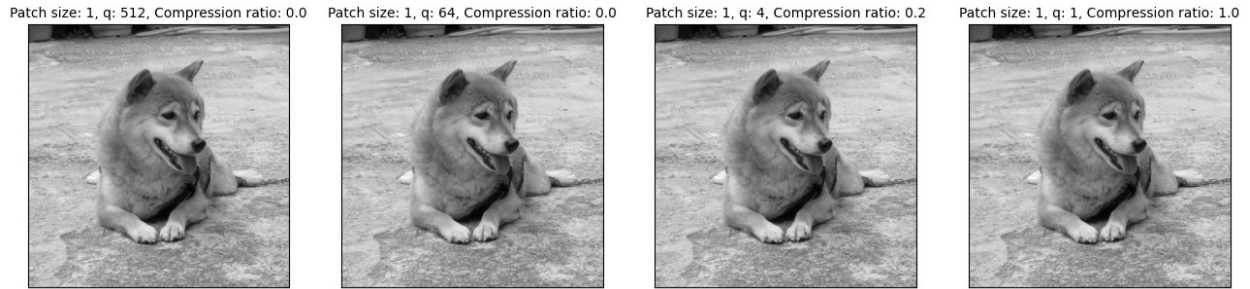 Patch size: 1, q: 512, Compression ratio: 0.0
Patch size: 1, q: 64, Compression ratio: 0.0
Patch size: 1, q: 4, Compression ratio: 0.2
Patch size: 1, q: 1, Compression ratio: 1.0